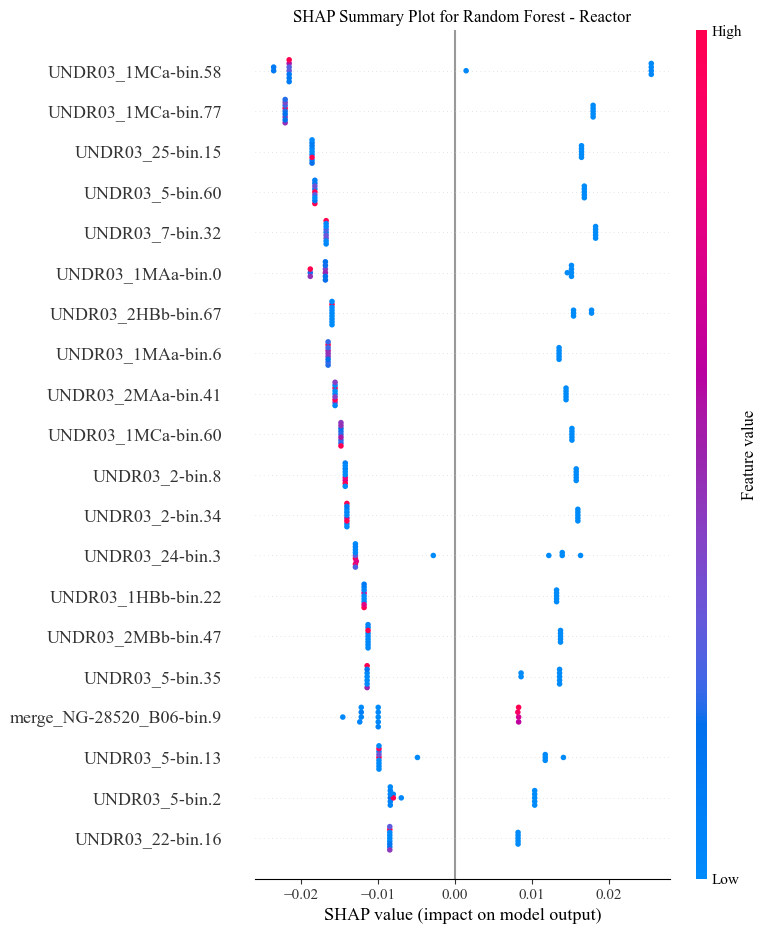 SHAP Summary Plot for Random Forest - Reactor
High
UNDR03_1MCa-bin.58
UNDR03_1MCa-bin.77
UNDR03_25-bin.15
UNDR03_5-bin.60
UNDR03_7-bin.32
UNDR03_1MAa-bin.0
UNDR03_2HBb-bin.67
UNDR03_1MAa-bin.6
UNDR03_2MAa-bin.41
UNDR03_1MCa-bin.60
UNDR03_2-bin.8
UNDR03_2-bin.34
UNDR03_24-bin.3
UNDR03_1HBb-bin.22
UNDR03_2MBb-bin.47
UNDR03_5-bin.35
merge_NG-28520_B06-bin.9
UNDR03_5-bin.13
UNDR03_5-bin.2
UNDR03_22-bin.16
Feature value
Low
−0.02 −0.01 0.00 0.01 0.02
SHAP value (impact on model output)